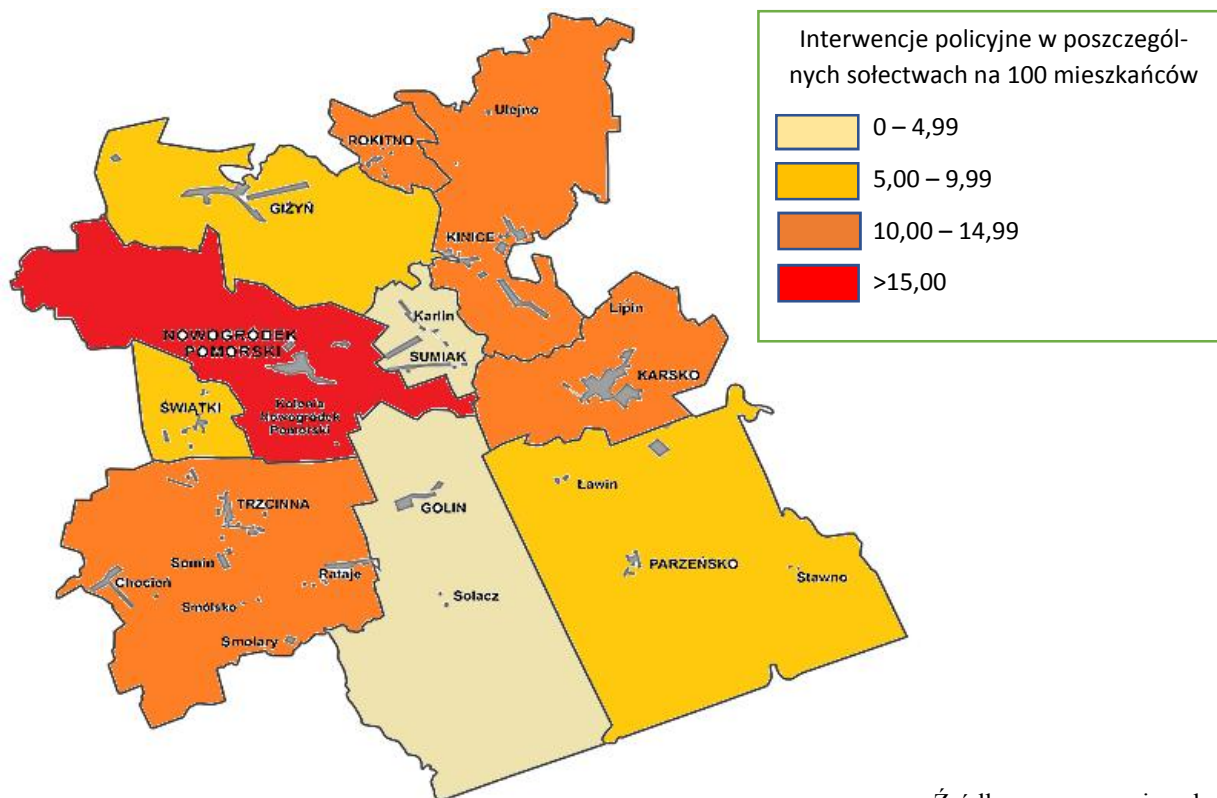 Interwencje policyjne w poszczegól-
nych sołectwach na 100 mieszkańców
0 – 4,99
5,00 – 9,99
10,00 – 14,99
>15,00
Ulejno
ROKITNO
GIŻYŃ
KINICE
Lipin
Karlin
NOWOGRÓDEK
POMORSKI
SUMIAK
KARSKO
ŚWIĄTKI
Kolonia
Nowogródek
Pomorski
Ławin
TRZCINNA
GOLIN
Somin
PARZEŃSKO
Chocień
Rataje
Stawno
Smólsko
Solacz
Smolary